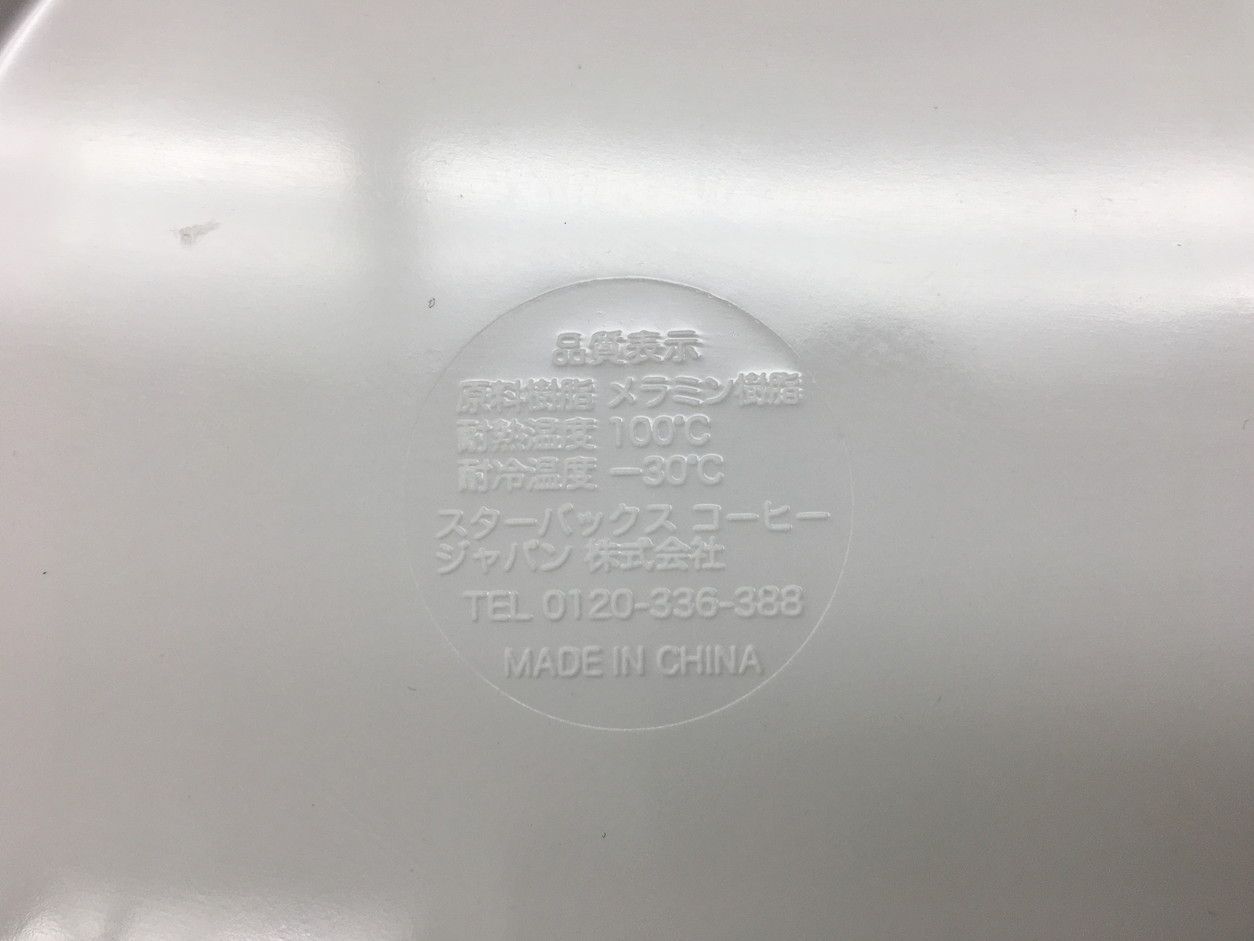 品質表示
原料樹脂 メラミン樹脂
耐熱温度 100℃
耐冷温度 −30℃
スターバックス コーヒー
ジャパン 株式会社
TEL 0120-336-388
MADE IN CHINA